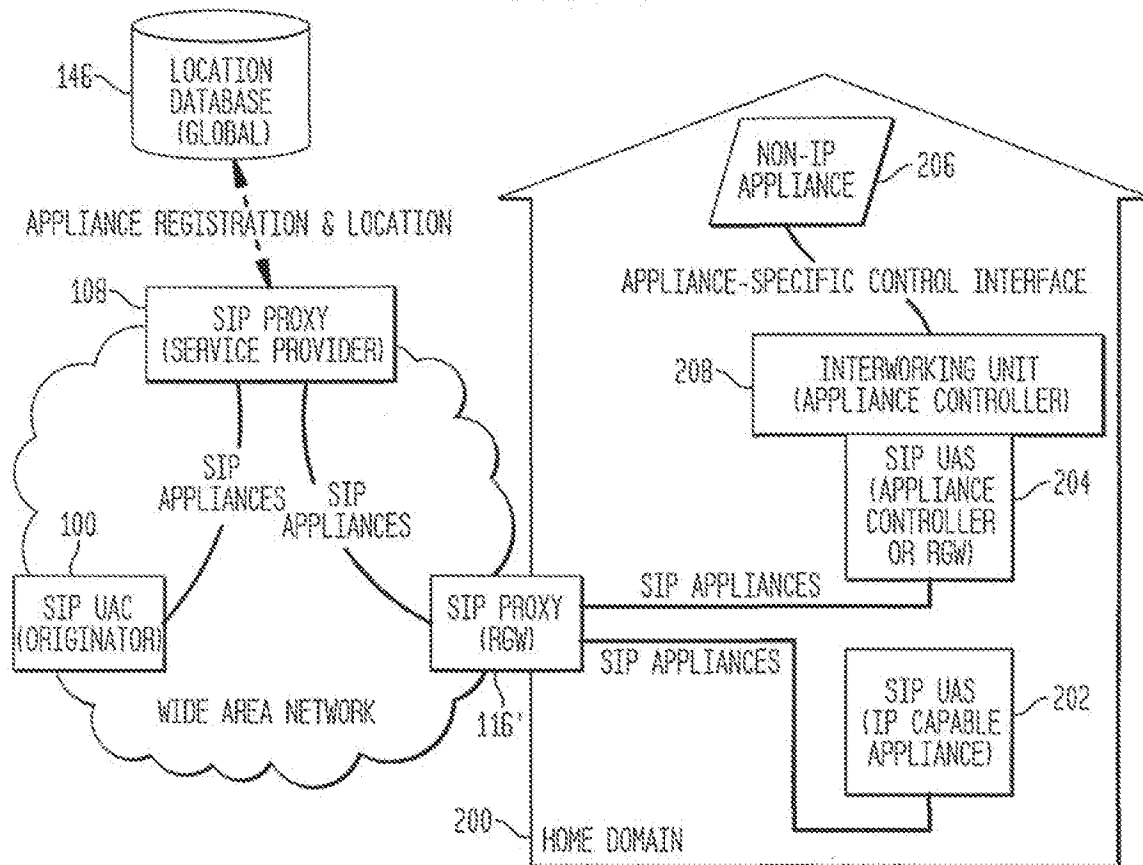 146
LOCATION
DATABASE
(GLOBAL)
APPLIANCE REGISTRATION & LOCATION
108
SIP PROXY
(SERVICE PROVIDER)
SIP
APPLIANCES
SIP
APPLIANCES
100
SIP UAC
(ORIGINATOR)
WIDE AREA NETWORK
SIP PROXY
(RGW)
116'
NON-IP
APPLIANCE
206
APPLIANCE-SPECIFIC CONTROL INTERFACE
208
INTERWORKING UNIT
(APPLIANCE CONTROLLER)
SIP UAS
(APPLIANCE
CONTROLLER
OR RGW)
204
SIP APPLIANCES
SIP APPLIANCES
SIP UAS
(IP CAPABLE
APPLIANCE)
202
200
HOME DOMAIN